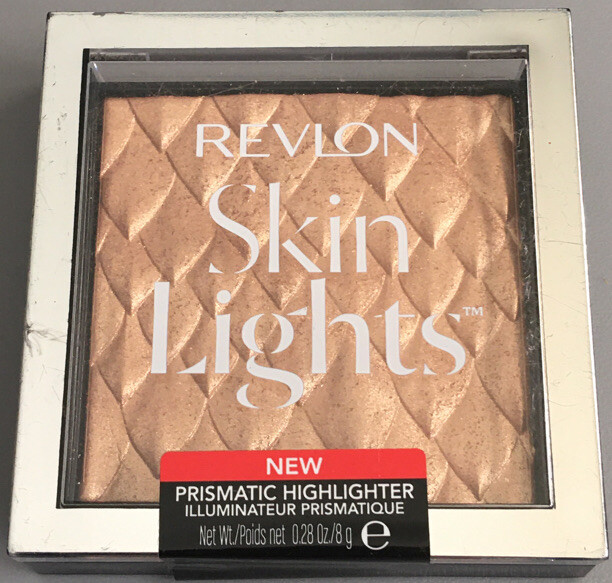 REVLON
Skin
Lights™
NEW
PRISMATIC HIGHLIGHTER
ILLUMINATEUR PRISMATIQUE
Net Wt./Poids net 0.28 Oz/8 g ℮